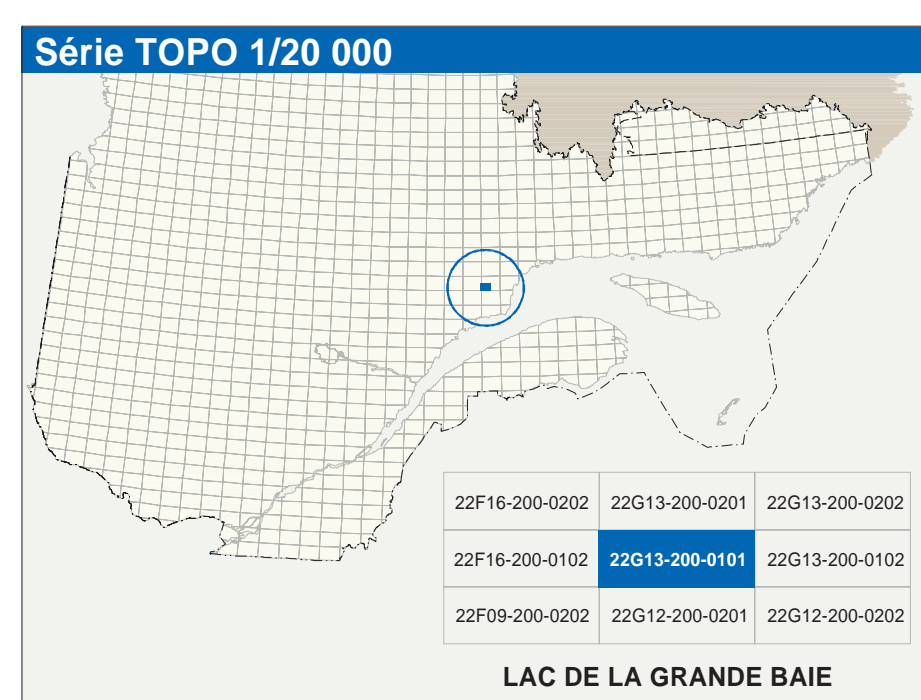 Série TOPO 1/20 000
22F16-200-0202 22G13-200-0201 22G13-200-0202
22F16-200-0102 22G13-200-0101 22G13-200-0102
22F09-200-0202 22G12-200-0201 22G12-200-0202
LAC DE LA GRANDE BAIE